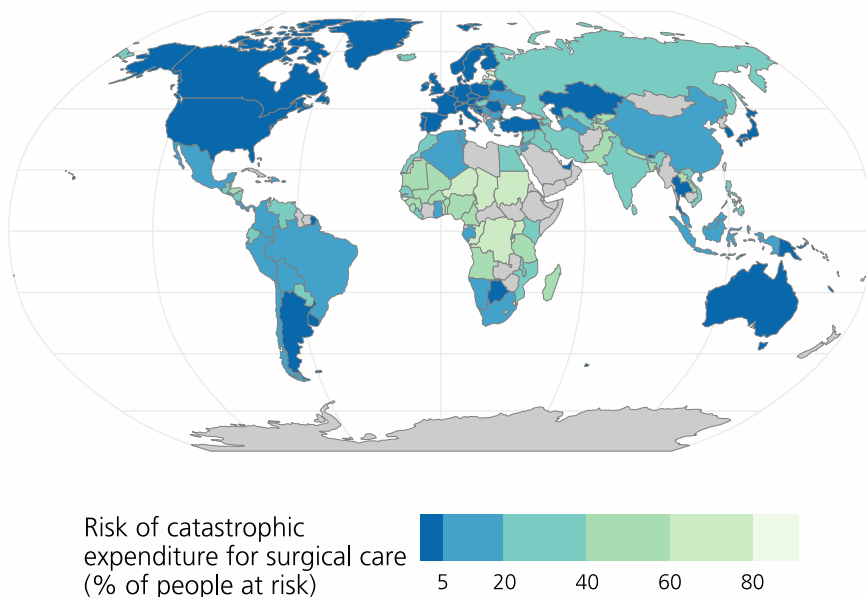 Risk of catastrophic
expenditure for surgical care
(% of people at risk)
5 20 40 60 80